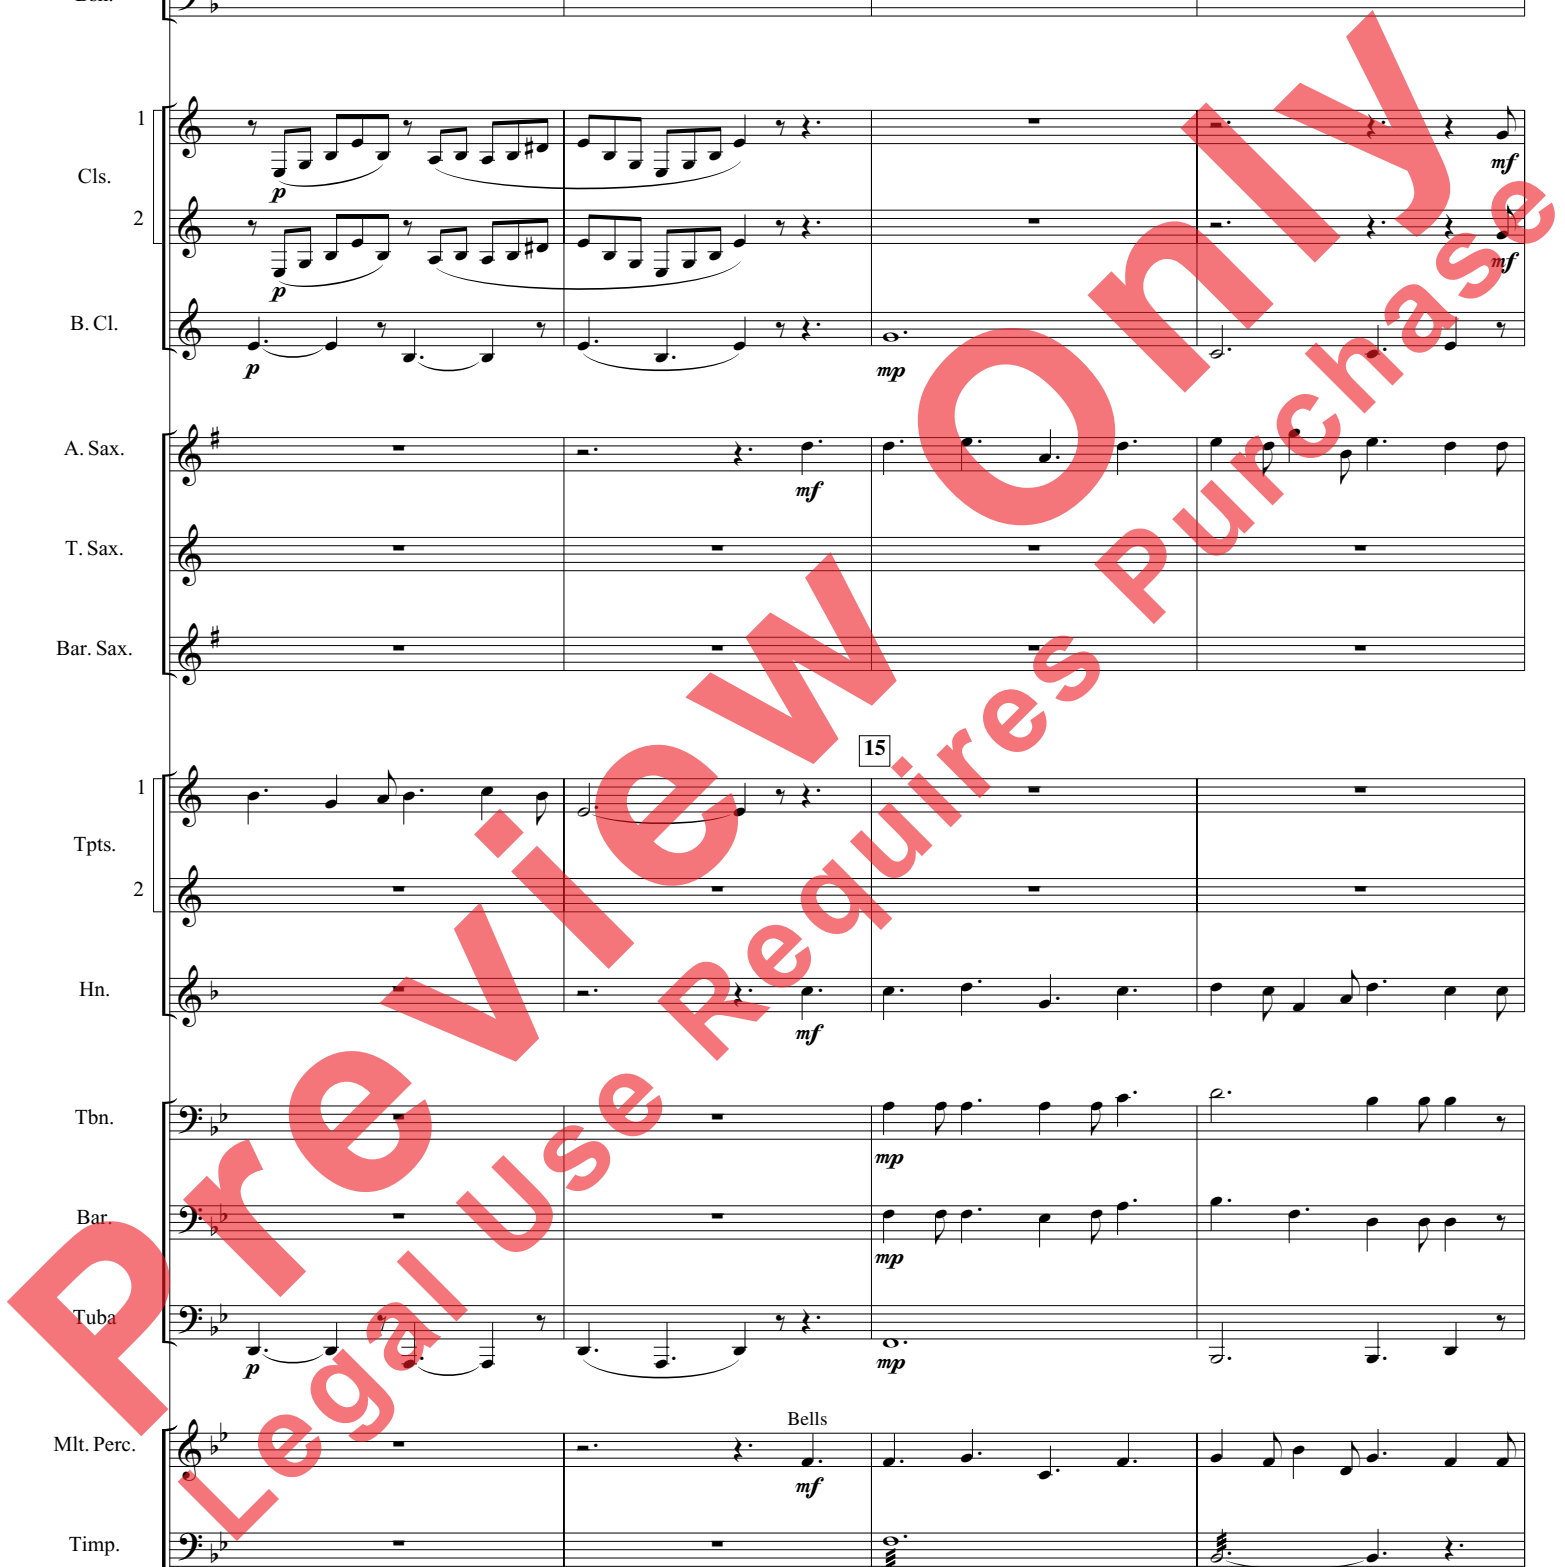 1
Cls.
mf
p
2
mf
p
B. Cl.
p
mp
A. Sax.
mf
T. Sax.
Bar. Sax.
15
1
Tpts.
2
Hn.
mf
Tbn.
mp
Bar.
mp
Tuba
p
mp
Bells
Mlt. Perc.
mf
Timp.
Preview Only
Legal Use Requires Purchase